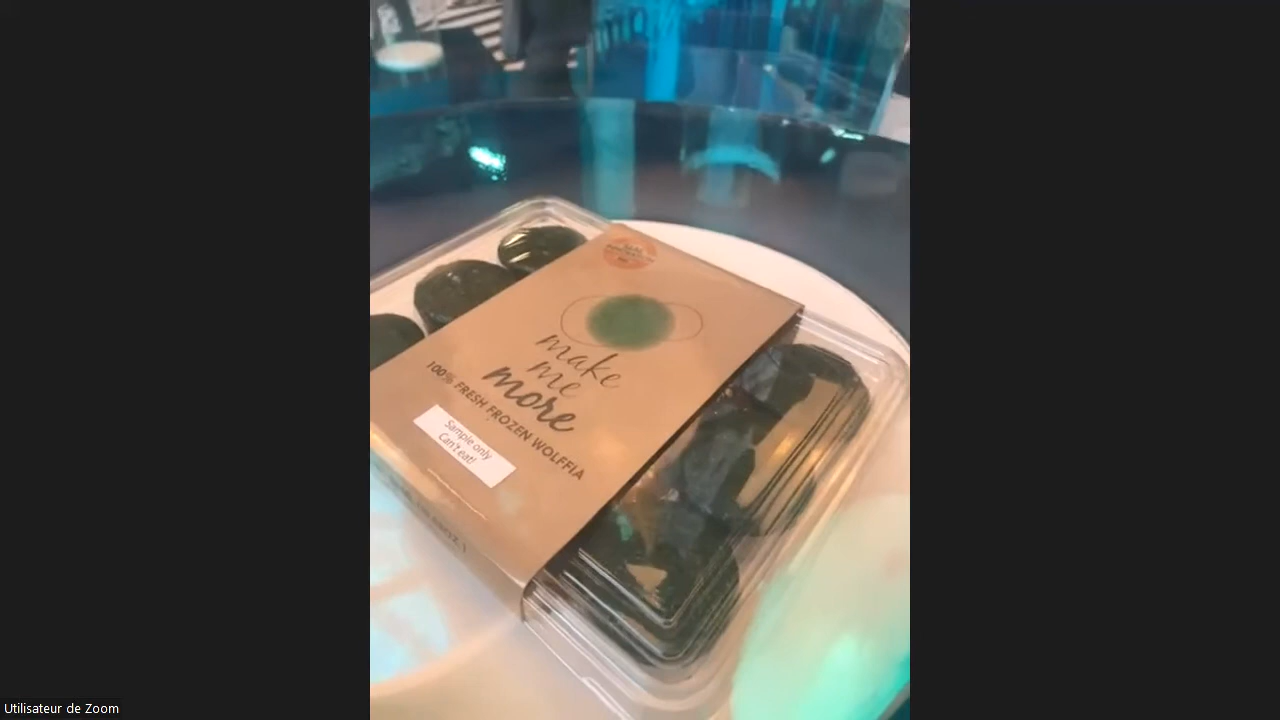 make
me
more
100% FRESH FROZEN WOLFFIA
Sample only
Can't eat!
Utilisateur de Zoom